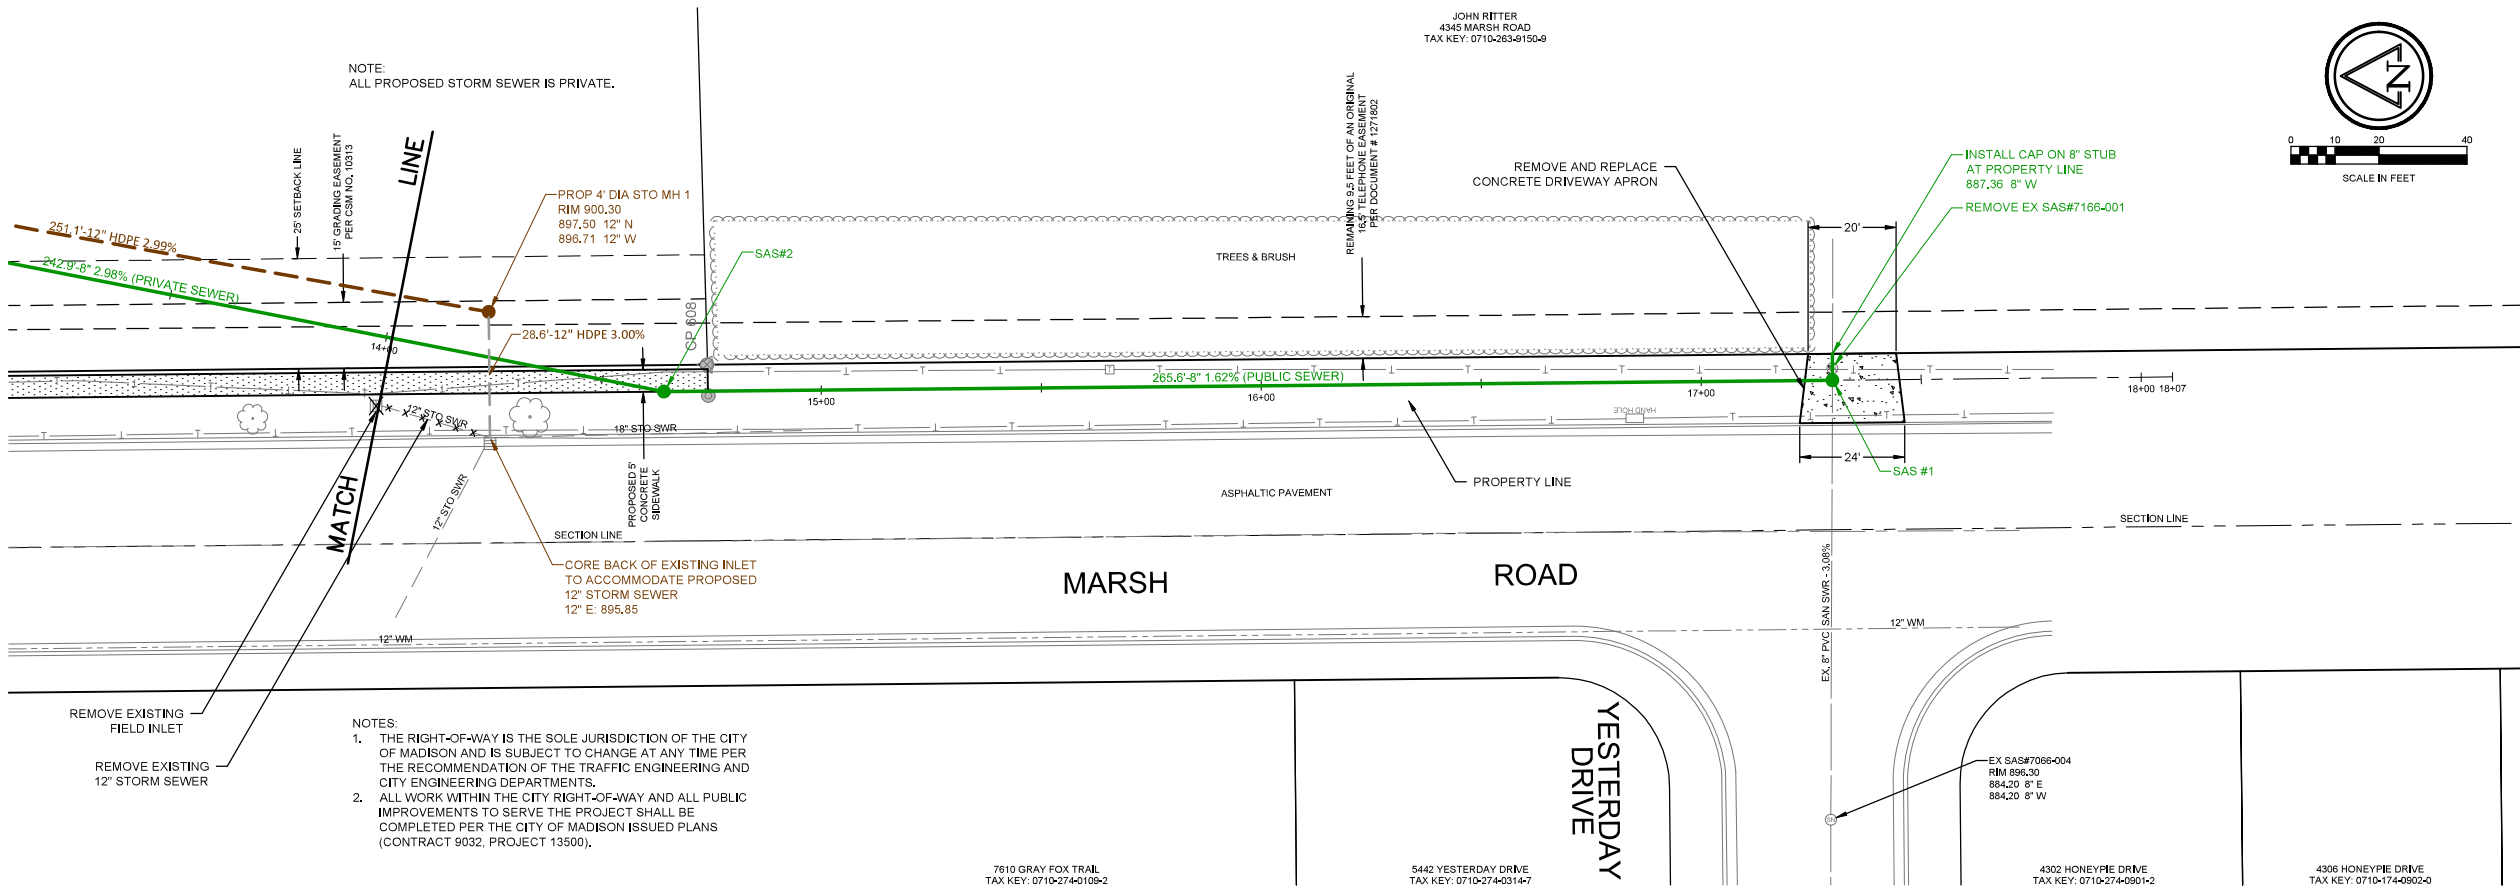 JOHN RITTER
4345 MARSH ROAD
TAX KEY: 0710-263-9150-9
N
0 10 20 40
SCALE IN FEET
NOTE:
ALL PROPOSED STORM SEWER IS PRIVATE.
25' SETBACK LINE
15' GRADING EASEMENT
PER CSM NO. 10313
MATCH LINE
REMAINING 9.5 FEET OF AN ORIGINAL
16.5' TELEPHONE EASEMENT
PER DOCUMENT # 1271802
REMOVE AND REPLACE
CONCRETE DRIVEWAY APRON
INSTALL CAP ON 8" STUB
AT PROPERTY LINE
887.36 8" W
REMOVE EX SAS#7166-001
PROP 4' DIA STO MH 1
RIM 900.30
897.50 12" N
896.71 12" W
251.1'-12" HDPE 2.99%
242.9'-8" 2.98% (PRIVATE SEWER)
SAS#2
TREES & BRUSH
20'
CP 608
28.6'-12" HDPE 3.00%
14+00
265.6'-8" 1.62% (PUBLIC SEWER)
15+00
16+00
17+00
18+00 18+07
HAND HOLE
12" STO SWR
18" STO SWR
24'
SAS #1
12" STO SWR
PROPOSED 5'
CONCRETE
SIDEWALK
PROPERTY LINE
ASPHALTIC PAVEMENT
SECTION LINE
SECTION LINE
CORE BACK OF EXISTING INLET
TO ACCOMMODATE PROPOSED
12" STORM SEWER
12" E: 895.85
MARSH ROAD
EX. 8" PVC SAN SWR - 3.08%
12" WM
12" WM
REMOVE EXISTING
FIELD INLET
REMOVE EXISTING
12" STORM SEWER
NOTES:
1. THE RIGHT-OF-WAY IS THE SOLE JURISDICTION OF THE CITY
OF MADISON AND IS SUBJECT TO CHANGE AT ANY TIME PER
THE RECOMMENDATION OF THE TRAFFIC ENGINEERING AND
CITY ENGINEERING DEPARTMENTS.
2. ALL WORK WITHIN THE CITY RIGHT-OF-WAY AND ALL PUBLIC
IMPROVEMENTS TO SERVE THE PROJECT SHALL BE
COMPLETED PER THE CITY OF MADISON ISSUED PLANS
(CONTRACT 9032, PROJECT 13500).
YESTERDAY
DRIVE
EX SAS#7066-004
RIM 896.30
884.20 8" E
884.20 8" W
SN
7610 GRAY FOX TRAIL
TAX KEY: 0710-274-0109-2
5442 YESTERDAY DRIVE
TAX KEY: 0710-274-0314-7
4302 HONEYPIE DRIVE
TAX KEY: 0710-274-0901-2
4306 HONEYPIE DRIVE
TAX KEY: 0710-174-0902-0